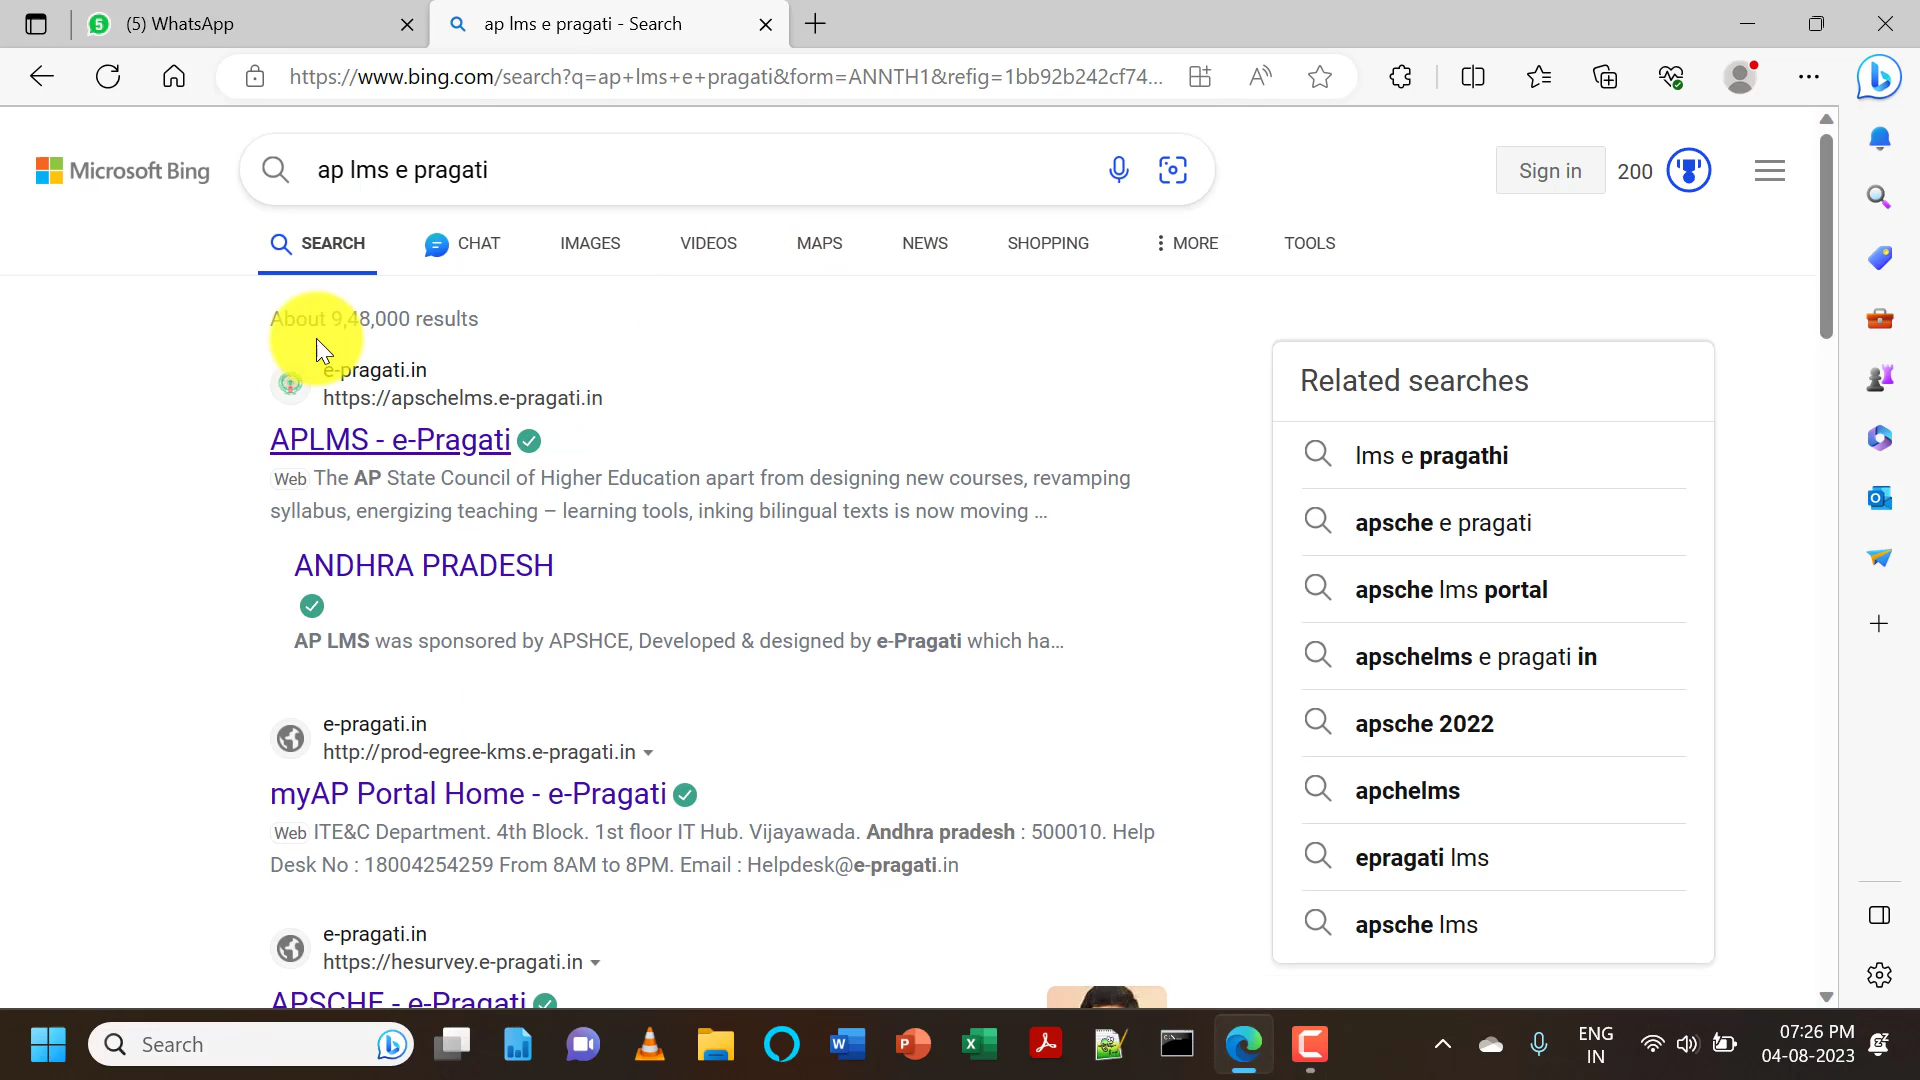 5
(5) WhatsApp
ap lms e pragati - Search
https://www.bing.com/search?q=ap+lms+e+pragati&form=ANNTH1&refig=1bb92b242cf74...
Microsoft Bing
ap lms e pragati
Sign in
200
SEARCH
CHAT
IMAGES
VIDEOS
MAPS
NEWS
SHOPPING
MORE
TOOLS
About 9,48,000 results
e-pragati.in
https://apschelms.e-pragati.in
APLMS - e-Pragati
Web The AP State Council of Higher Education apart from designing new courses, revamping
syllabus, energizing teaching – learning tools, inking bilingual texts is now moving ...
ANDHRA PRADESH
AP LMS was sponsored by APSHCE, Developed & designed by e-Pragati which ha...
e-pragati.in
http://prod-egree-kms.e-pragati.in
myAP Portal Home - e-Pragati
Web ITE&C Department. 4th Block. 1st floor IT Hub. Vijayawada. Andhra pradesh : 500010. Help
Desk No : 18004254259 From 8AM to 8PM. Email : Helpdesk@e-pragati.in
e-pragati.in
https://hesurvey.e-pragati.in
APSCHE - e-Pragati
Related searches
lms e pragathi
apsche e pragati
apsche lms portal
apschelms e pragati in
apsche 2022
apchelms
epragati lms
apsche lms
Search
ENG
IN
07:26 PM
04-08-2023